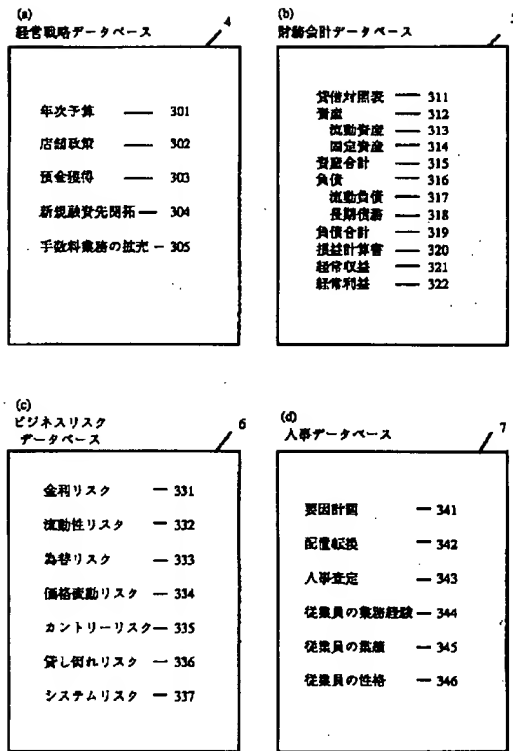 (a)
経営戦略データベース
4
年次予算 — 301
店舗政策 — 302
預金獲得 — 303
新規融資先開拓 — 304
手数料業務の拡充 — 305
(b)
財務会計データベース
5
貸借対照表 — 311
資産 — 312
流動資産 — 313
固定資産 — 314
資産合計 — 315
負債 — 316
流動負債 — 317
長期債務 — 318
負債合計 — 319
損益計算書 — 320
経常収益 — 321
経常利益 — 322
(c)
ビジネスリスク
データベース
6
金利リスク — 331
流動性リスク — 332
為替リスク — 333
価格変動リスク — 334
カントリーリスク — 335
貸し倒れリスク — 336
システムリスク — 337
(d)
人事データベース
7
要因計画 — 341
配置転換 — 342
人事査定 — 343
従業員の業務経験 — 344
従業員の業績 — 345
従業員の性格 — 346